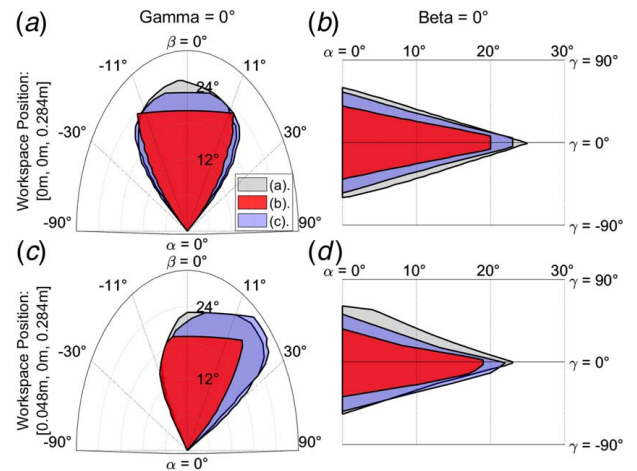 (a)
Gamma = 0°
(b)
Beta = 0°
β = 0°
α = 0° 10° 20° 30°
-11° 11°
γ = 90°
24°
-30° 30°
12°
γ = 0°
Workspace Position:
[0m, 0m, 0.284m]
(a).
(b).
(c).
-90° 90°
α = 0°
γ = -90°
(c)
β = 0°
(d)
α = 0° 10° 20° 30°
-11° 11°
γ = 90°
24°
-30° 30°
12°
γ = 0°
Workspace Position:
[0.048m, 0m, 0.284m]
-90° 90°
α = 0°
γ = -90°